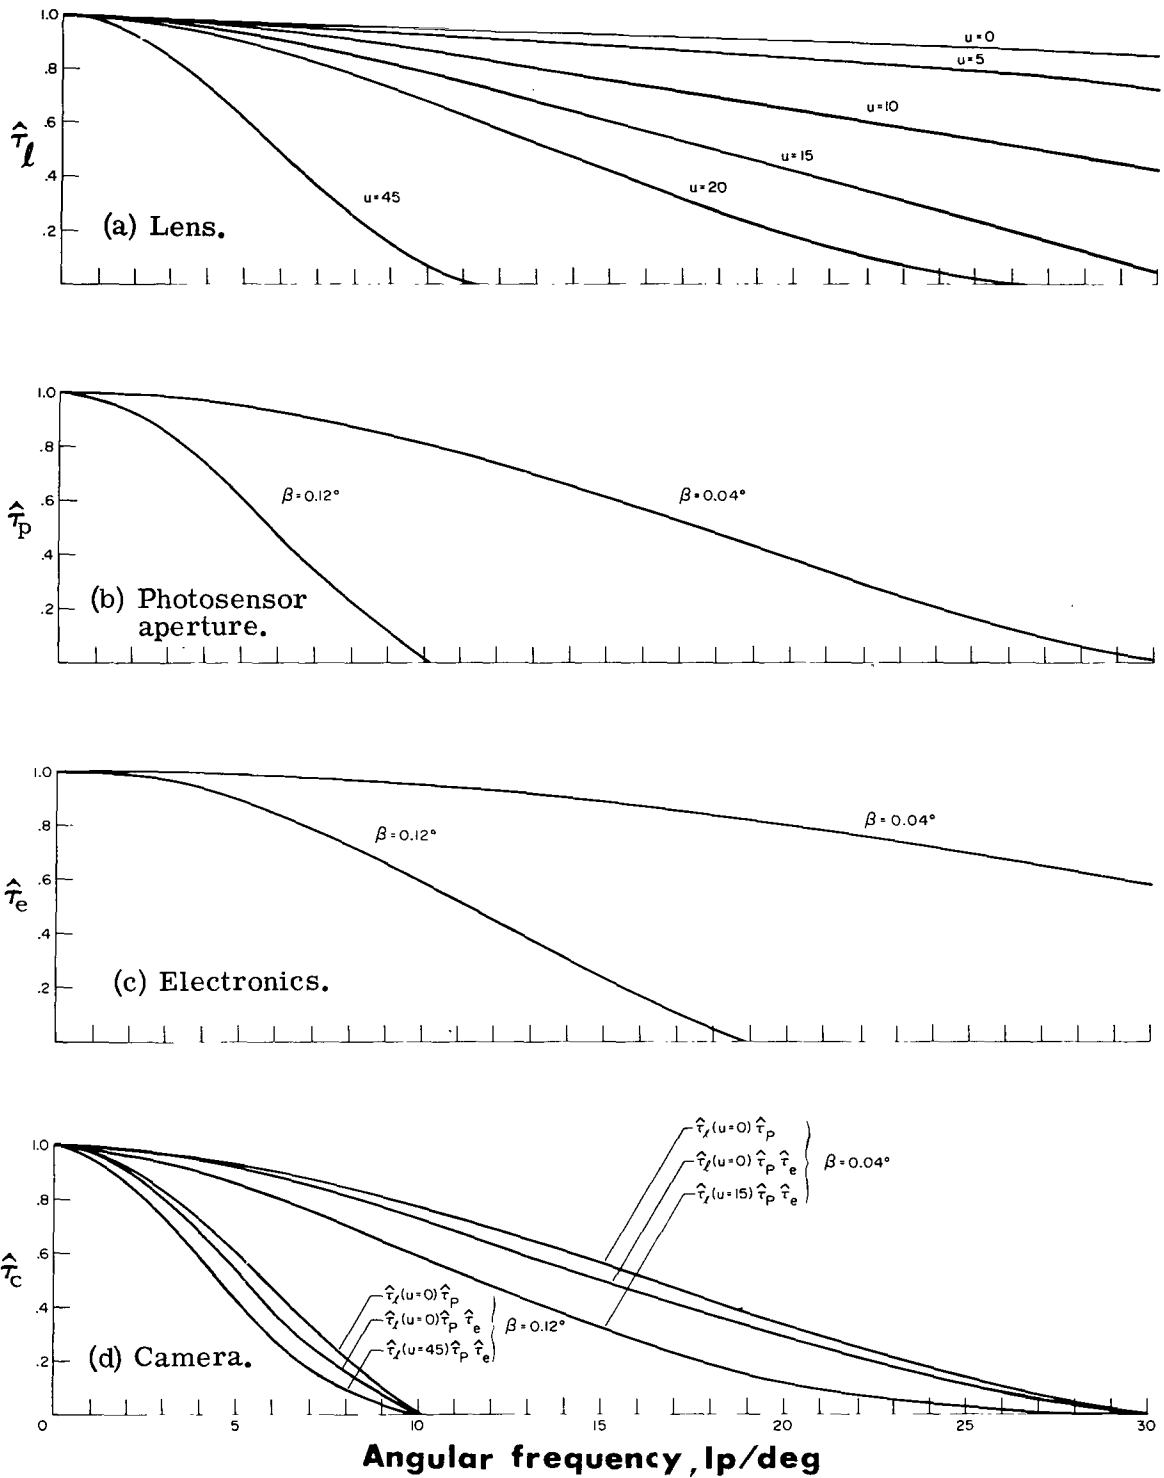 1.0
.8
.6
.4
.2
τ̂ℓ
u=0
u=5
u=10
u=15
u=20
u=45
(a) Lens.
1.0
.8
.6
.4
.2
τ̂p
β=0.12°
β=0.04°
(b) Photosensor
aperture.
1.0
.8
.6
.4
.2
τ̂e
β=0.12°
β=0.04°
(c) Electronics.
1.0
.8
.6
.4
.2
τ̂c
τ̂ℓ(u=0) τ̂p
τ̂ℓ(u=0) τ̂p τ̂e
τ̂ℓ(u=15) τ̂p τ̂e
β=0.04°
τ̂ℓ(u=0)τ̂p
τ̂ℓ(u=0)τ̂p τ̂e
τ̂ℓ(u=45)τ̂p τ̂e
β=0.12°
(d) Camera.
0 5 10 15 20 25 30
Angular frequency, lp/deg